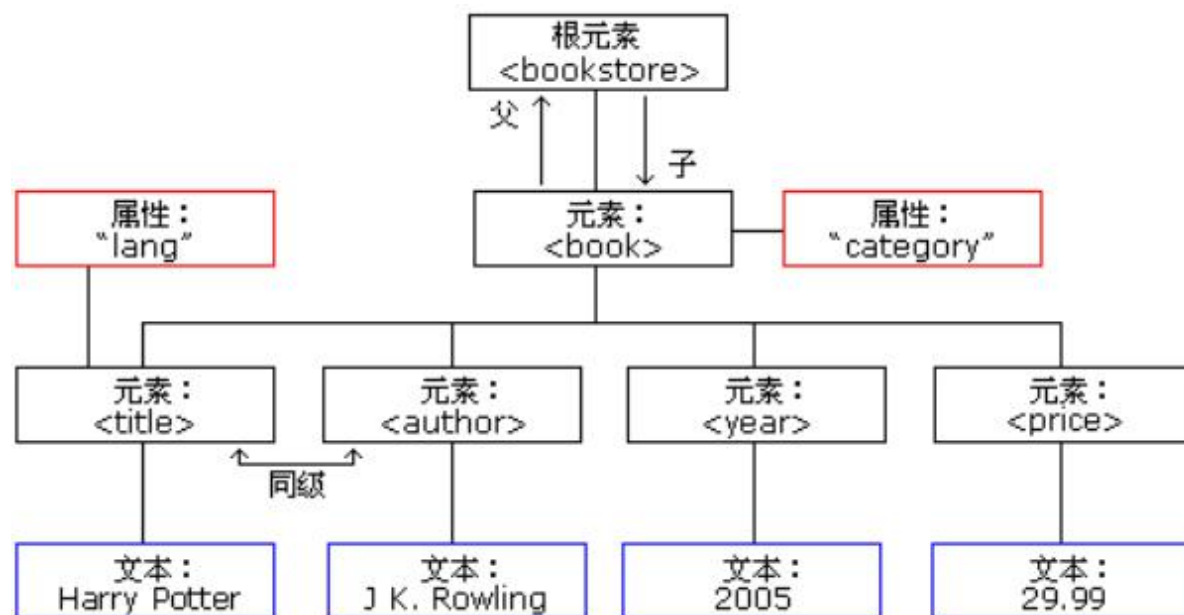 根元素
<bookstore>
父
子
属性：
“lang”
元素：
<book>
属性：
“category”
元素：
<title>
元素：
<author>
元素：
<year>
元素：
<price>
同级
文本：
Harry Potter
文本：
J K. Rowling
文本：
2005
文本：
29.99